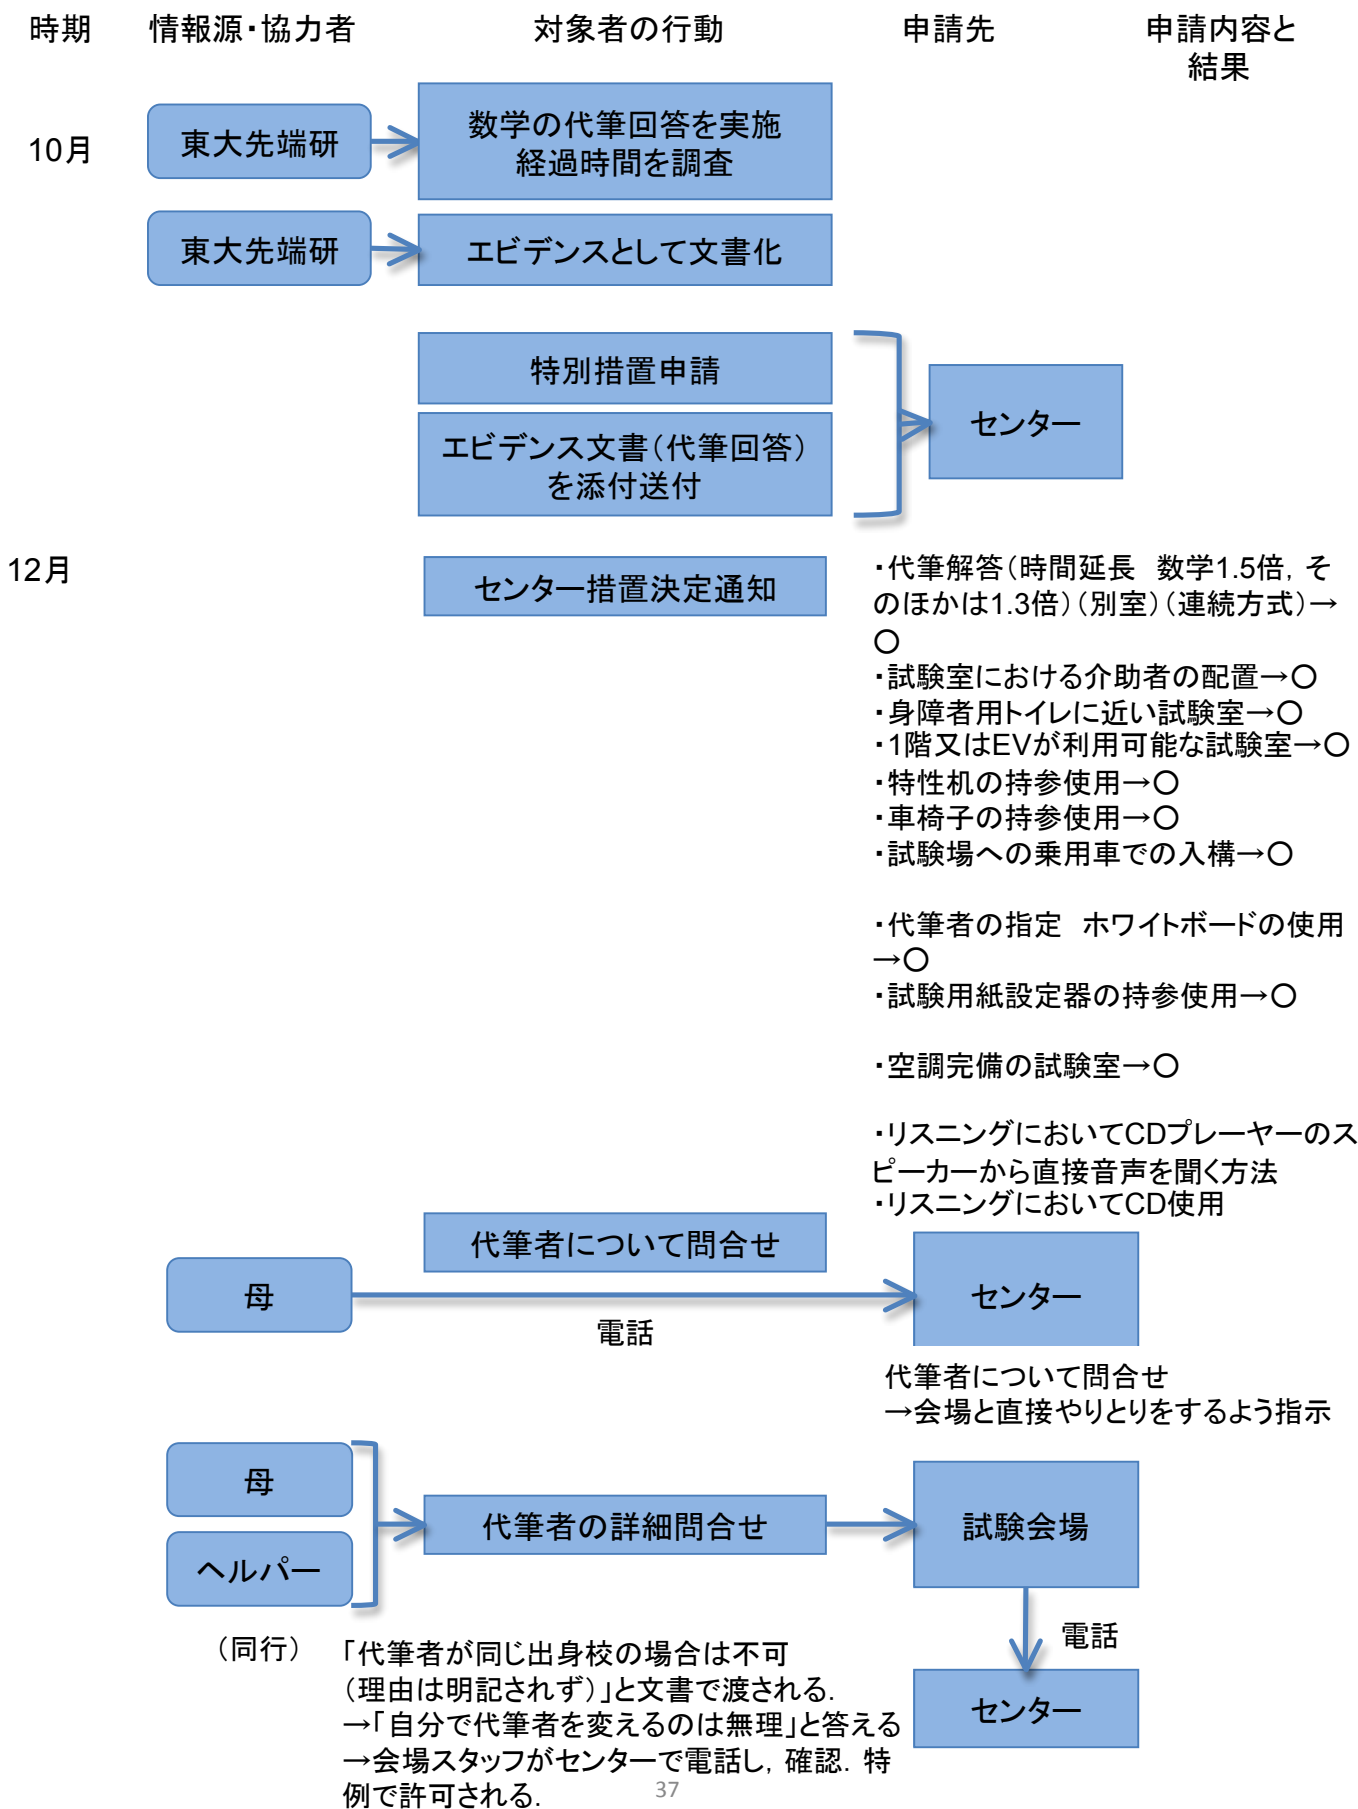 時期 情報源・協力者 対象者の行動 申請先 申請内容と
結果
10月
東大先端研
数学の代筆回答を実施
経過時間を調査
東大先端研
エビデンスとして文書化
特別措置申請
エビデンス文書（代筆回答）
を添付送付
センター
12月
センター措置決定通知
・代筆解答（時間延長　数学1.5倍，そ
のほかは1.3倍）（別室）（連続方式）→
○
・試験室における介助者の配置→○
・身障者用トイレに近い試験室→○
・1階又はEVが利用可能な試験室→○
・特性机の持参使用→○
・車椅子の持参使用→○
・試験場への乗用車での入構→○
・代筆者の指定　ホワイトボードの使用
→○
・試験用紙設定器の持参使用→○
・空調完備の試験室→○
・リスニングにおいてCDプレーヤーのス
ピーカーから直接音声を聞く方法
・リスニングにおいてCD使用
代筆者について問合せ
母
電話
センター
代筆者について問合せ
→会場と直接やりとりをするよう指示
母
ヘルパー
代筆者の詳細問合せ
試験会場
電話
センター
（同行）
「代筆者が同じ出身校の場合は不可
（理由は明記されず）」と文書で渡される．
→「自分で代筆者を変えるのは無理」と答える
→会場スタッフがセンターで電話し，確認．特
例で許可される．
37